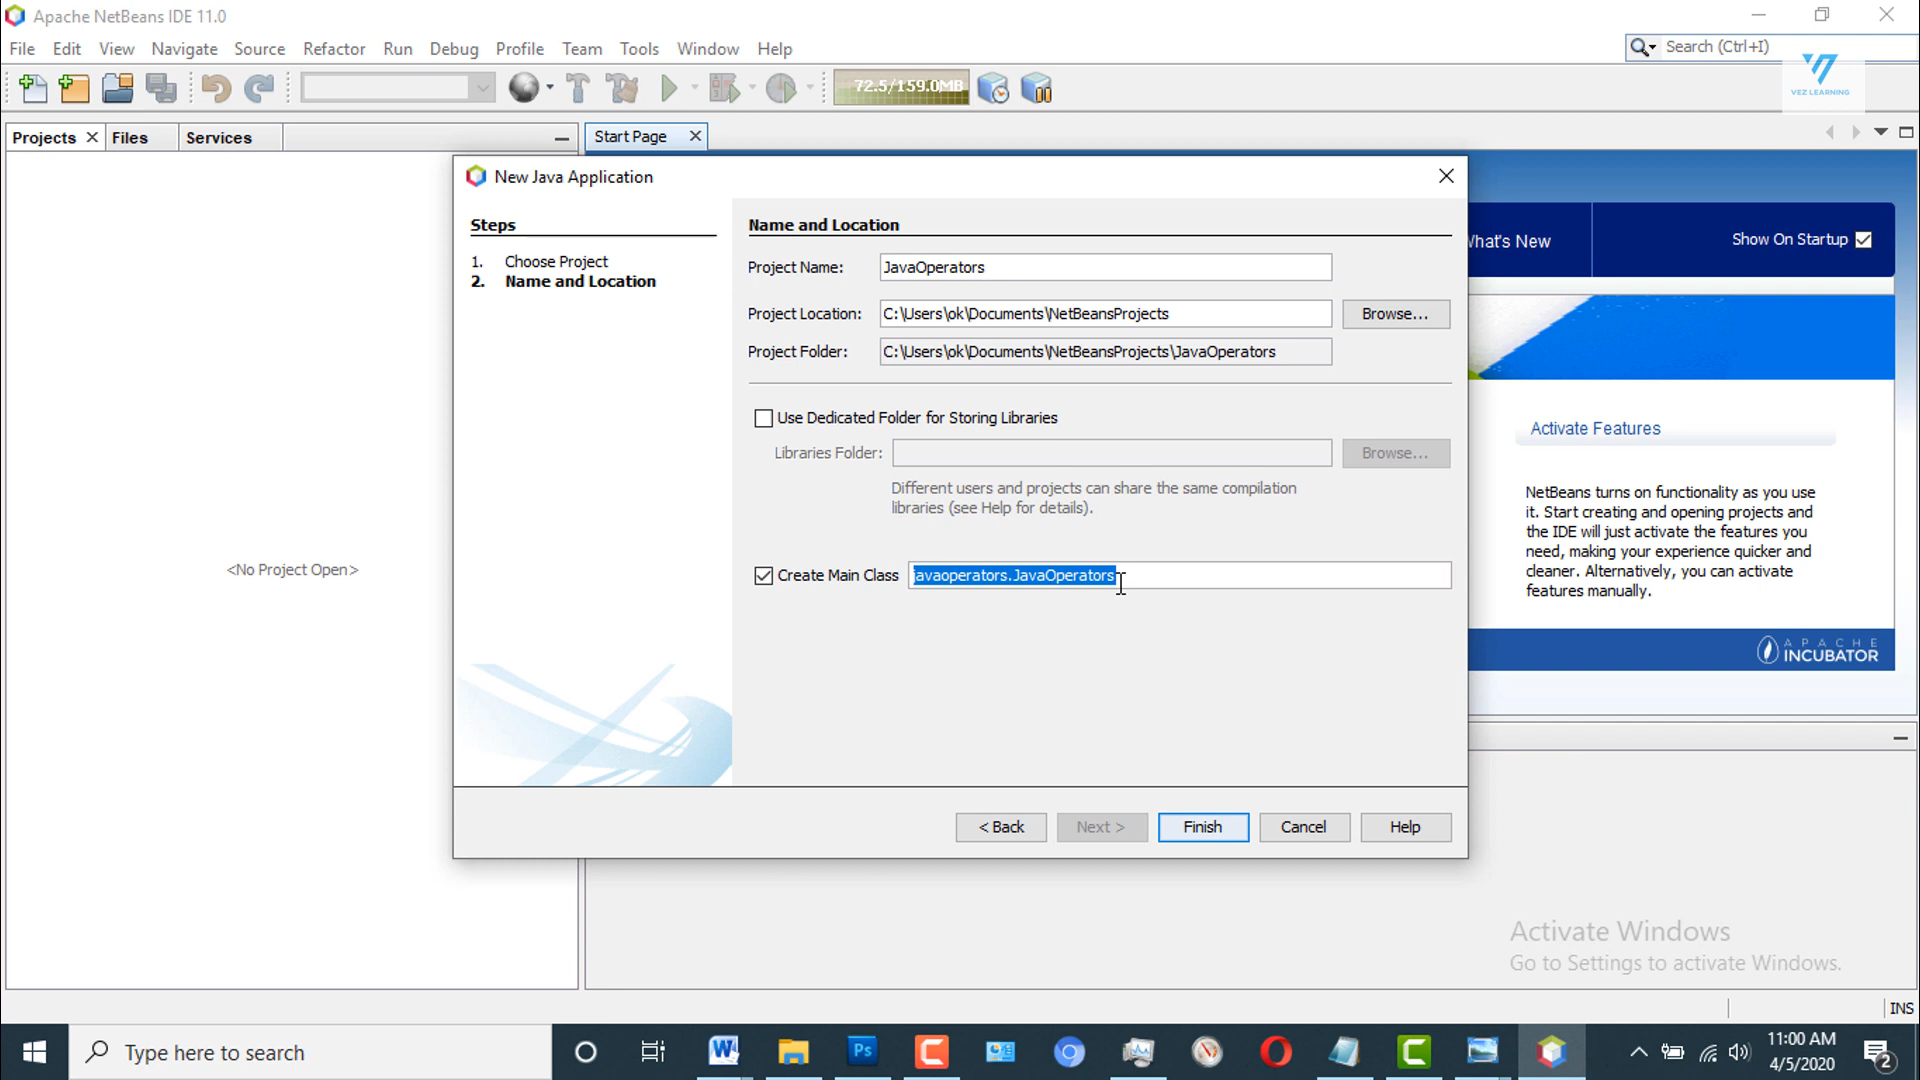 Apache NetBeans IDE 11.0
File Edit View Navigate Source Refactor Run Debug Profile Team Tools Window Help
Search (Ctrl+I)
72.5/159.0MB
VEZ LEARNING
Projects Files Services
Start Page
New Java Application
Steps
1. Choose Project
2. Name and Location
Name and Location
Project Name: JavaOperators
Project Location: C:\Users\ok\Documents\NetBeansProjects Browse...
Project Folder: C:\Users\ok\Documents\NetBeansProjects\JavaOperators
Use Dedicated Folder for Storing Libraries
Libraries Folder: Browse...
Different users and projects can share the same compilation
libraries (see Help for details).
Create Main Class javaoperators.JavaOperators
< Back Next > Finish Cancel Help
<No Project Open>
What's New
Show On Startup
Activate Features
NetBeans turns on functionality as you use
it. Start creating and opening projects and
the IDE will just activate the features you
need, making your experience quicker and
cleaner. Alternatively, you can activate
features manually.
APACHE
INCUBATOR
Activate Windows
Go to Settings to activate Windows.
INS
Type here to search
W
Ps
11:00 AM
4/5/2020
2